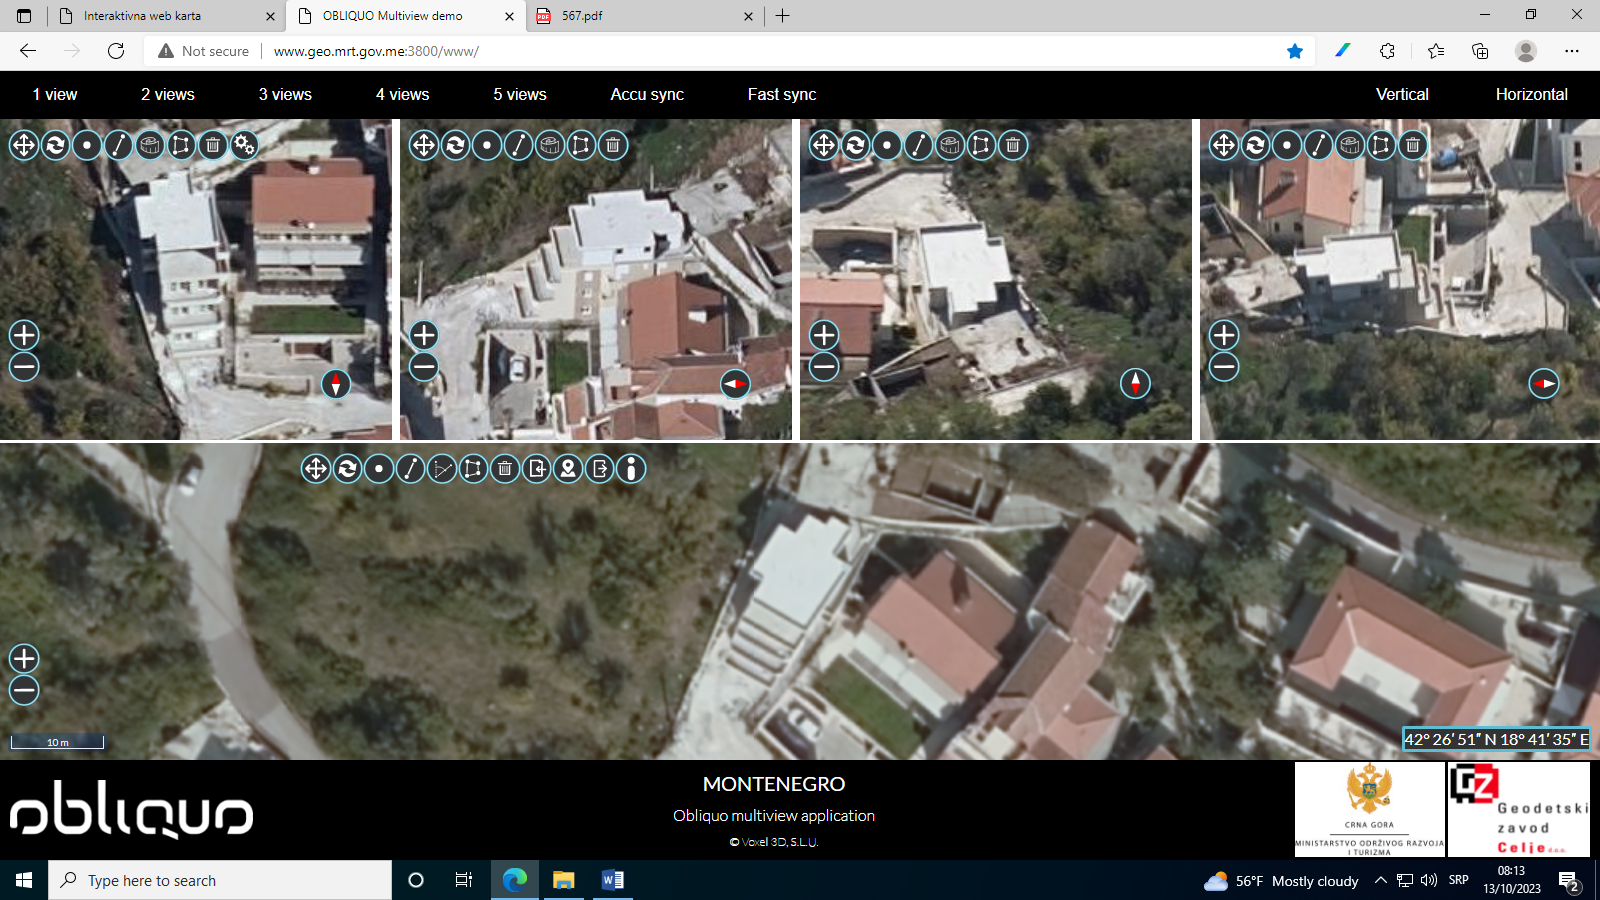 Interaktivna web karta
OBLIQUO Multiview demo
567.pdf
Not secure
www.geo.mrt.gov.me:3800/www/
1 view
2 views
3 views
4 views
5 views
Accu sync
Fast sync
Vertical
Horizontal
10 m
42° 26′ 51″ N 18° 41′ 35″ E
obliquo
MONTENEGRO
Obliquo multiview application
© Voxel 3D, S.L.U.
CRNA GORA
MINISTARSTVO ODRŽIVOG RAZVOJA
I TURIZMA
GZ
Geodetski
zavod
Celje d.o.o.
Type here to search
56°F Mostly cloudy
SRP
08:13
13/10/2023
2